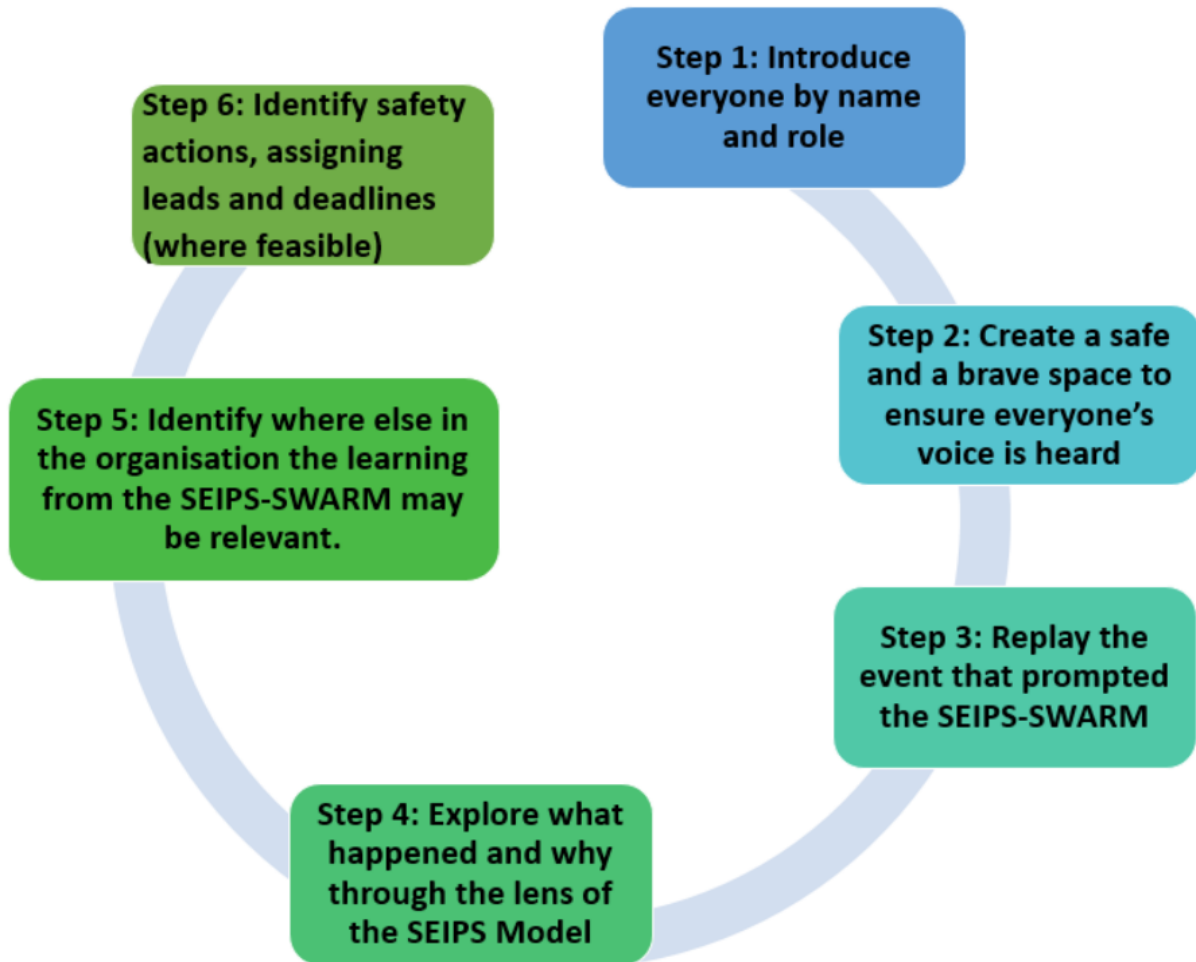 Step 1: Introduce
everyone by name
and role
Step 2: Create a safe
and a brave space to
ensure everyone’s
voice is heard
Step 3: Replay the
event that prompted
the SEIPS-SWARM
Step 4: Explore what
happened and why
through the lens of
the SEIPS Model
Step 5: Identify where else in
the organisation the learning
from the SEIPS-SWARM may
be relevant.
Step 6: Identify safety
actions, assigning
leads and deadlines
(where feasible)